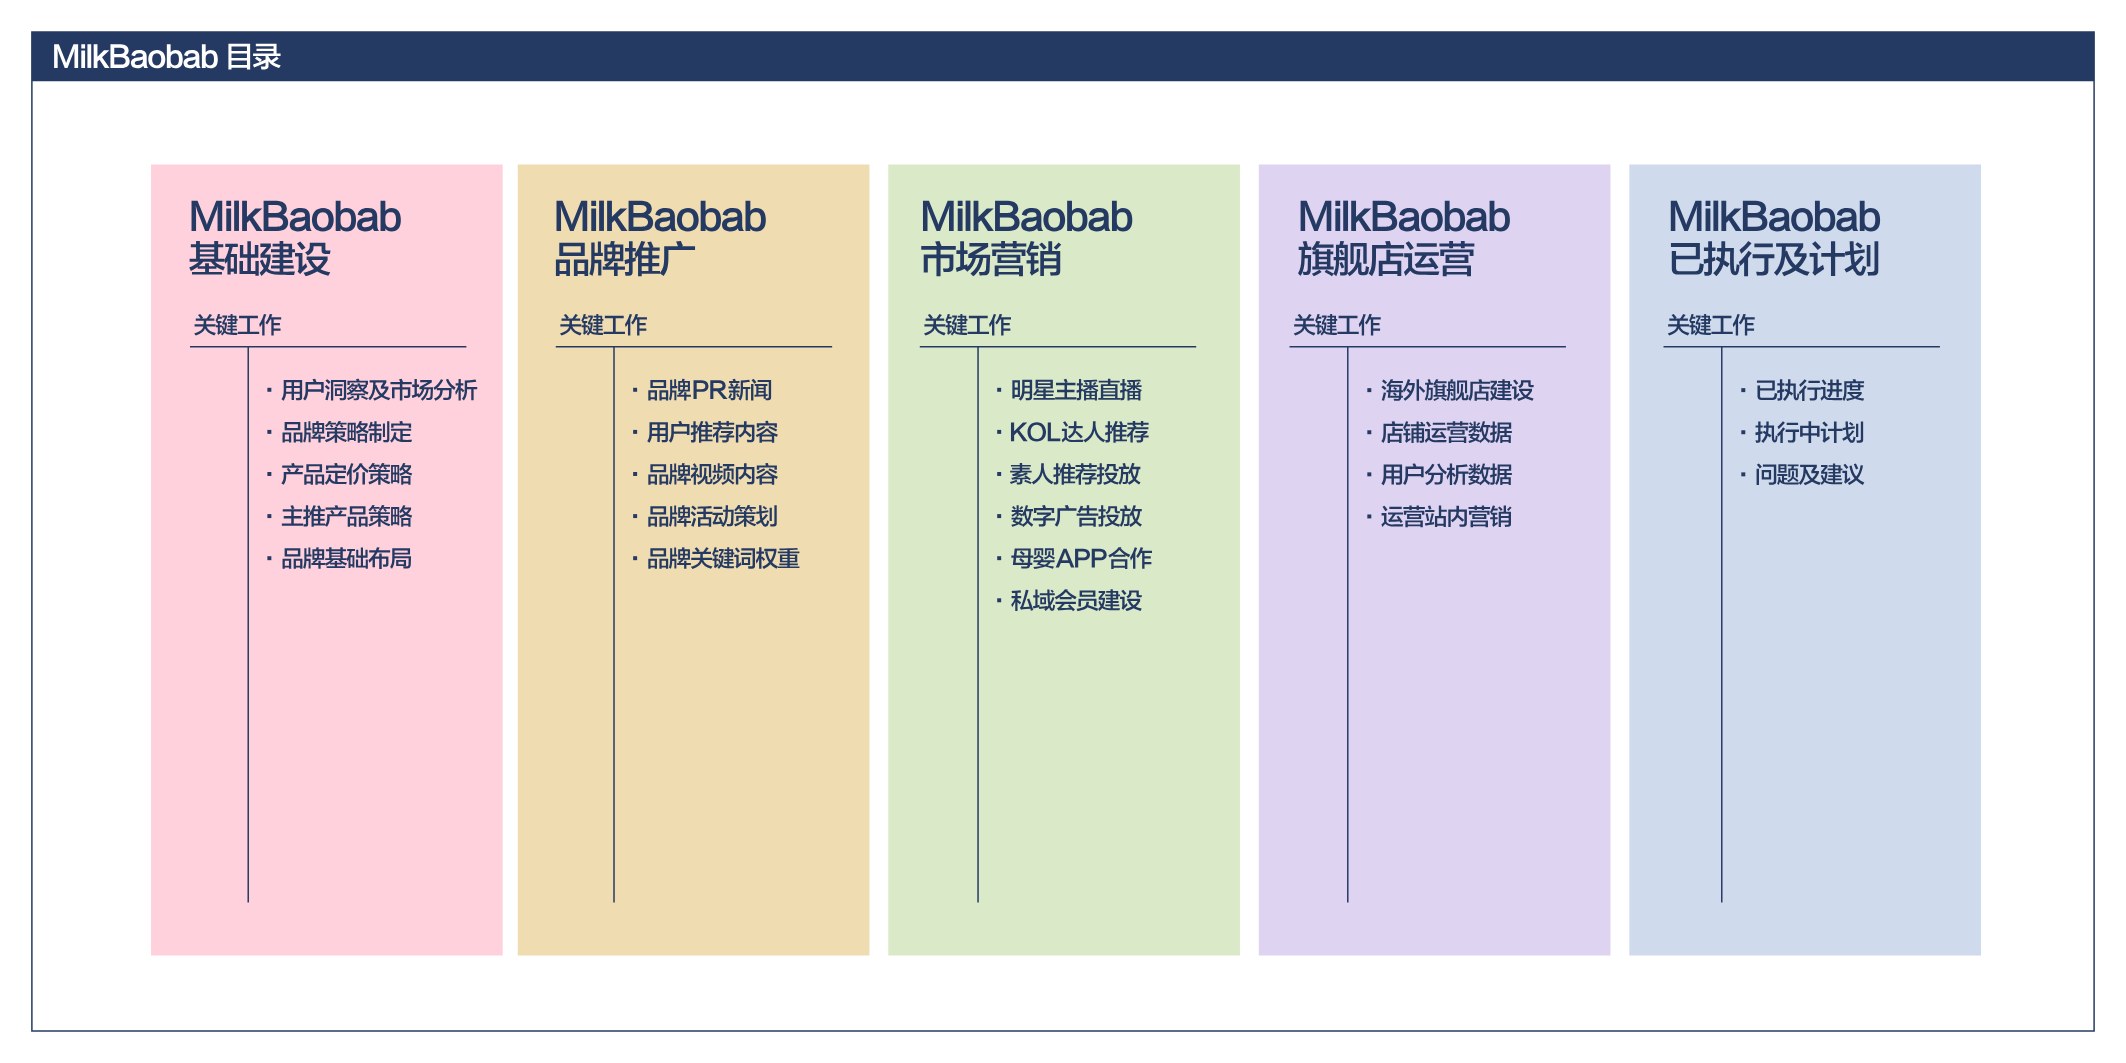 MilkBaobab 目录
MilkBaobab
基础建设
关键工作
· 用户洞察及市场分析
· 品牌策略制定
· 产品定价策略
· 主推产品策略
· 品牌基础布局
MilkBaobab
品牌推广
关键工作
· 品牌PR新闻
· 用户推荐内容
· 品牌视频内容
· 品牌活动策划
· 品牌关键词权重
MilkBaobab
市场营销
关键工作
· 明星主播直播
· KOL达人推荐
· 素人推荐投放
· 数字广告投放
· 母婴APP合作
· 私域会员建设
MilkBaobab
旗舰店运营
关键工作
· 海外旗舰店建设
· 店铺运营数据
· 用户分析数据
· 运营站内营销
MilkBaobab
已执行及计划
关键工作
· 已执行进度
· 执行中计划
· 问题及建议